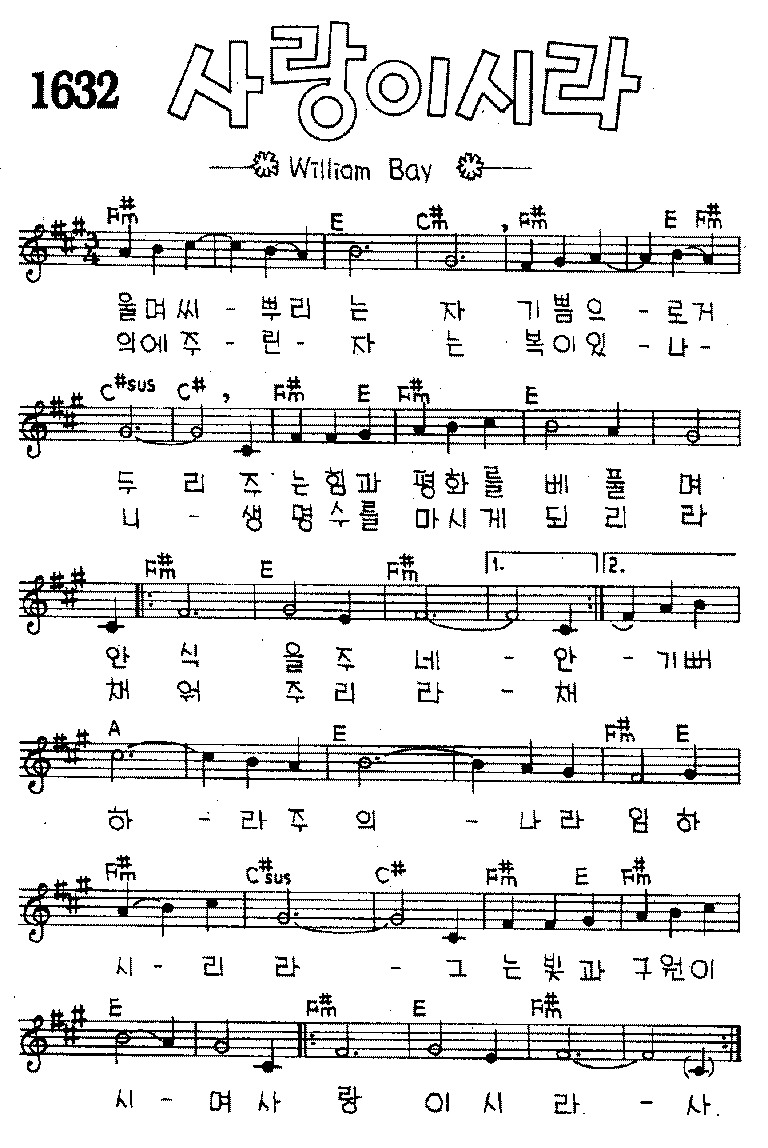 1632
사랑이시라
William Bay
F#m E C#m , F#m E F#m
3/4
울며씨-뿌리 는 자 기쁨으-로거
의에주-린- 자 는 복이있-나-
C#sus C# , F#m E F#m E
두 리 주 는힘과 평화를 베 풀 며
니 - 생 명수를 마시게 되 리 라
F#m E F#m 1. 2.
안 식 을주 네 - 안 - 기뻐
채 워 주리 라 - 채
A E F#m E
하 - 라주 의 - 나라 임하
F#m C#sus C# F#m E F#m
시- 리 라 - 그 는빛과 구원이
E F#m E F#m
시 - 며사 랑 이 시 라 - 사